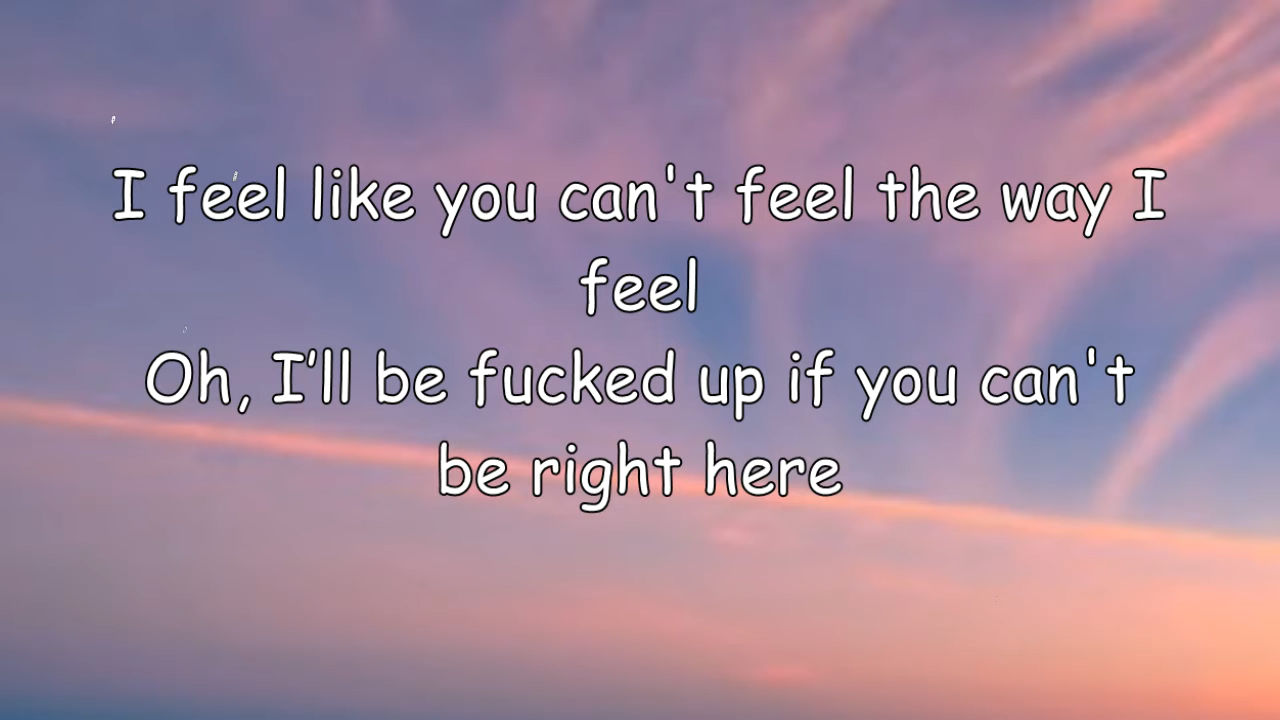 I feel like you can't feel the way I
feel
Oh, I’ll be fucked up if you can't
be right here